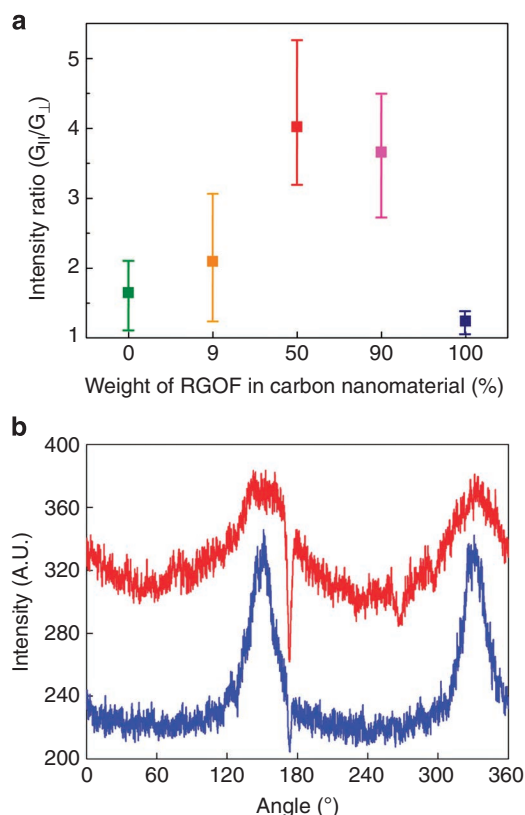 a
Intensity ratio (G||/G⊥)
5
4
3
2
1
0 9 50 90 100
Weight of RGOF in carbon nanomaterial (%)
b
Intensity (A.U.)
400
360
320
280
240
200
0 60 120 180 240 300 360
Angle (°)